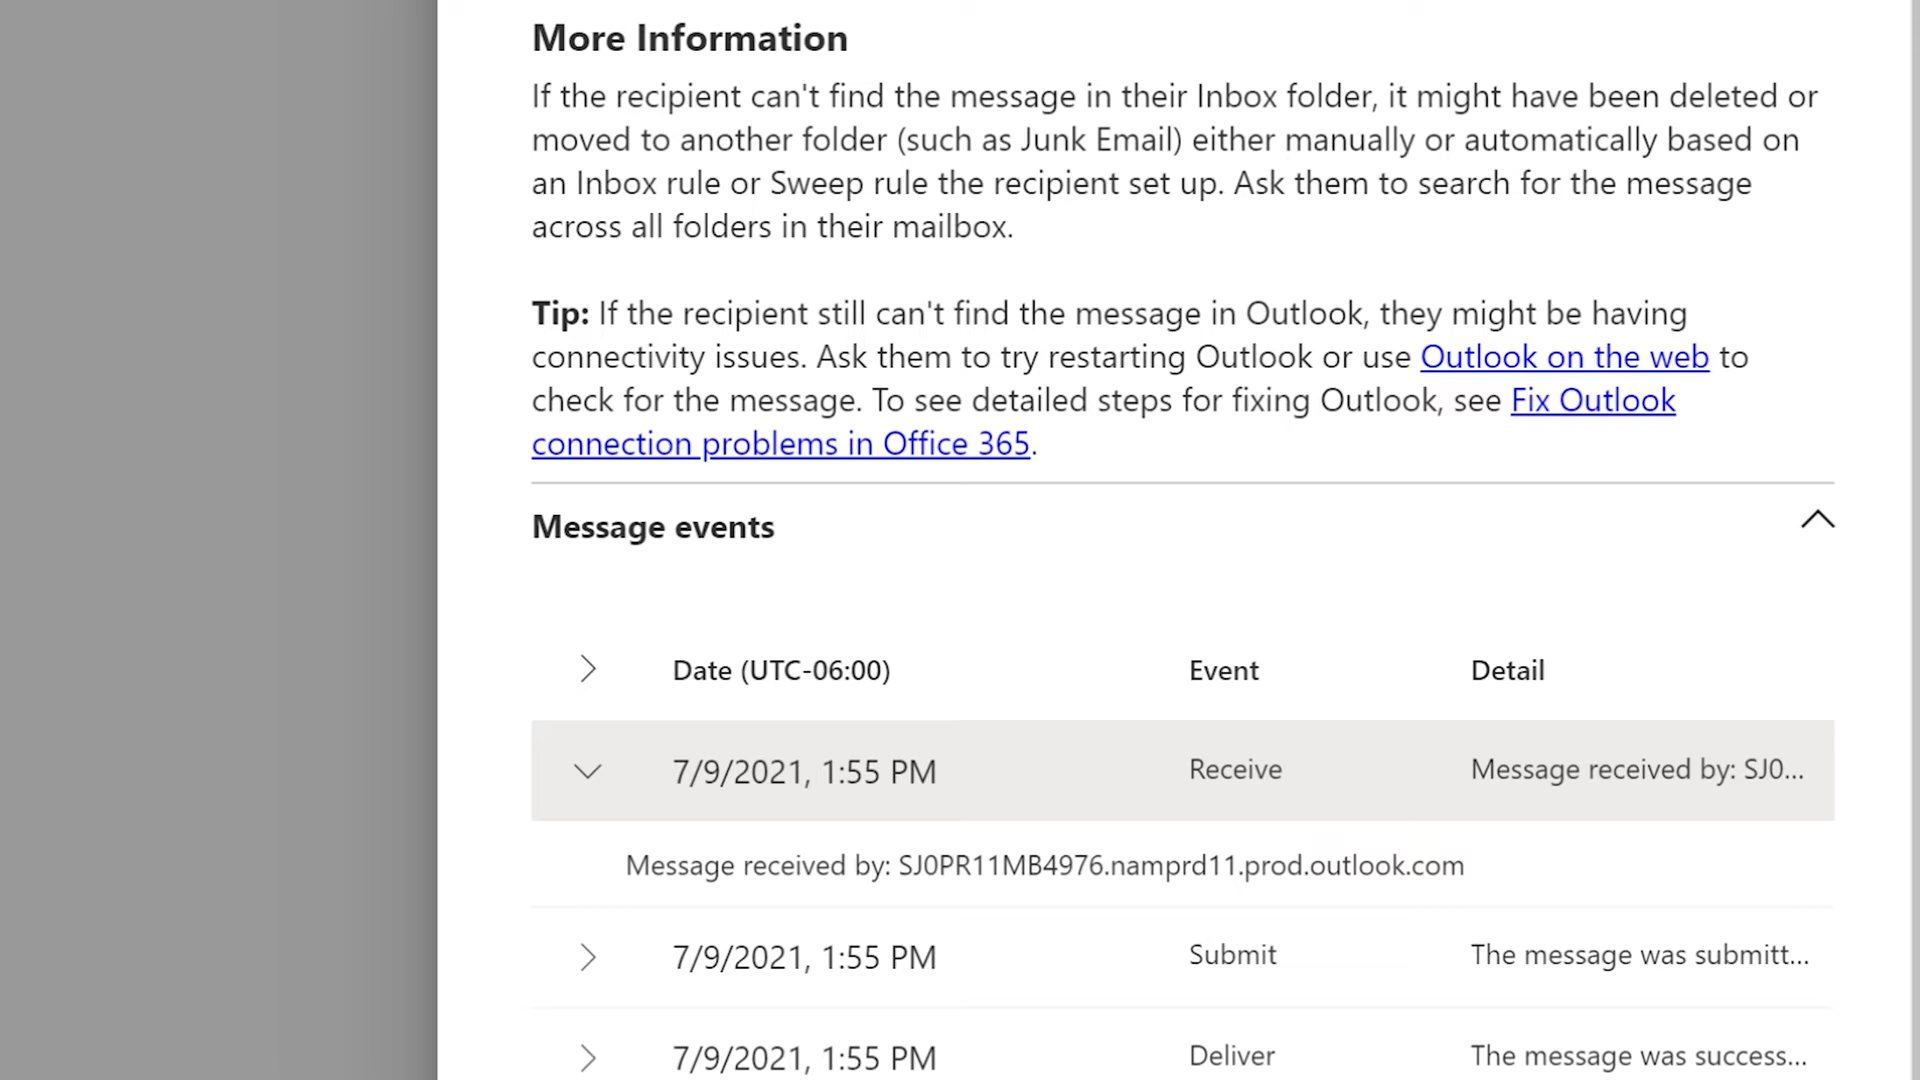 More Information
If the recipient can't find the message in their Inbox folder, it might have been deleted or
moved to another folder (such as Junk Email) either manually or automatically based on
an Inbox rule or Sweep rule the recipient set up. Ask them to search for the message
across all folders in their mailbox.
Tip: If the recipient still can't find the message in Outlook, they might be having
connectivity issues. Ask them to try restarting Outlook or use Outlook on the web to
check for the message. To see detailed steps for fixing Outlook, see Fix Outlook
connection problems in Office 365.
Message events
Date (UTC-06:00) Event Detail
7/9/2021, 1:55 PM Receive Message received by: SJ0...
Message received by: SJ0PR11MB4976.namprd11.prod.outlook.com
7/9/2021, 1:55 PM Submit The message was submitt...
7/9/2021, 1:55 PM Deliver The message was success...